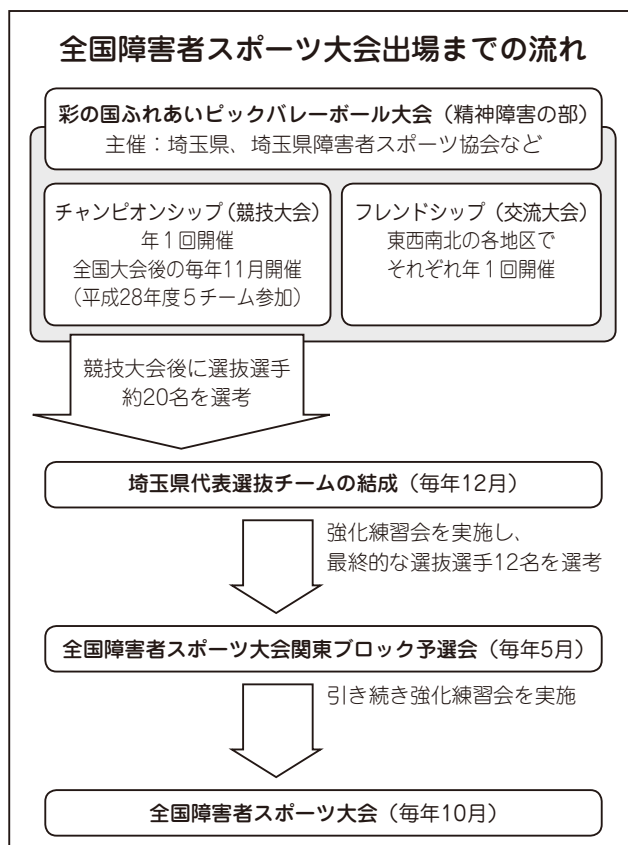 全国障害者スポーツ大会出場までの流れ
彩の国ふれあいピックバレーボール大会（精神障害の部）
主催：埼玉県、埼玉県障害者スポーツ協会など
チャンピオンシップ（競技大会）
年１回開催
全国大会後の毎年11月開催
（平成28年度５チーム参加）
フレンドシップ（交流大会）
東西南北の各地区で
それぞれ年１回開催
競技大会後に選抜選手
約20名を選考
埼玉県代表選抜チームの結成（毎年12月）
強化練習会を実施し、
最終的な選抜選手12名を選考
全国障害者スポーツ大会関東ブロック予選会（毎年5月）
引き続き強化練習会を実施
全国障害者スポーツ大会（毎年10月）